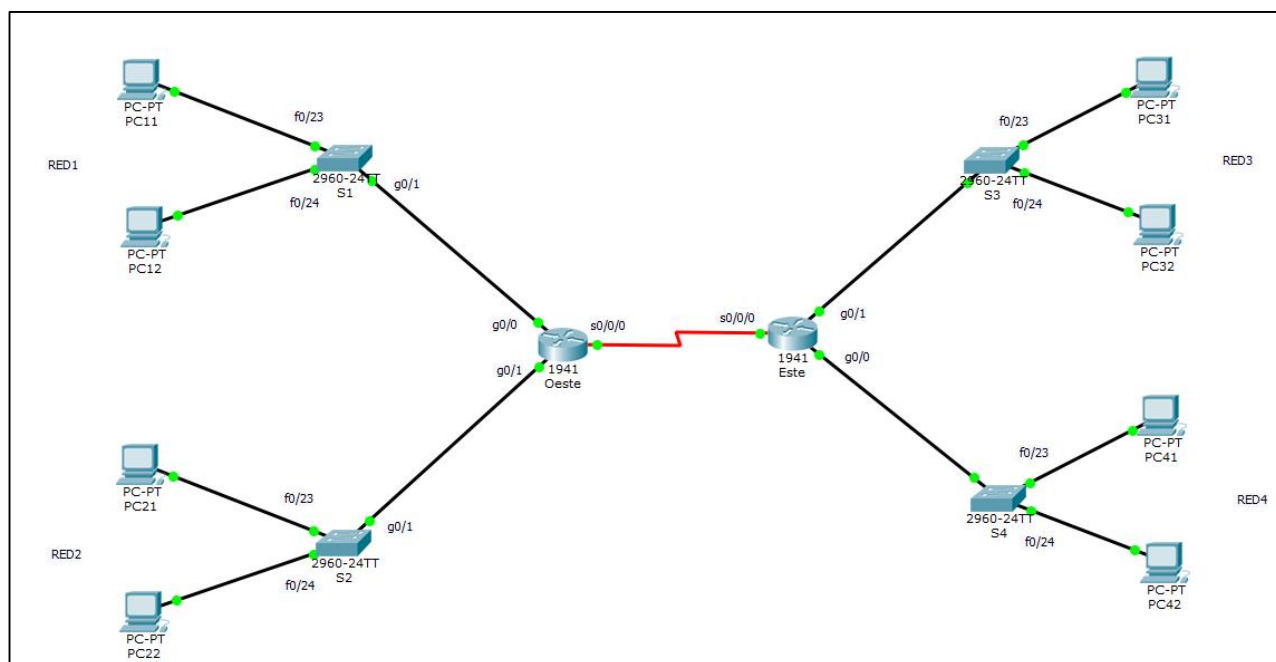 PC-PT
PC11
f0/23
RED1
2960-24TT
S1
g0/1
f0/24
PC-PT
PC12
g0/0
s0/0/0
g0/1
1941
Oeste
PC-PT
PC21
f0/23
g0/1
RED2
2960-24TT
S2
f0/24
PC-PT
PC22
PC-PT
PC31
f0/23
RED3
2960-24TT
S3
f0/24
PC-PT
PC32
s0/0/0
g0/1
1941
Este
g0/0
PC-PT
PC41
f0/23
RED4
2960-24TT
S4
f0/24
PC-PT
PC42